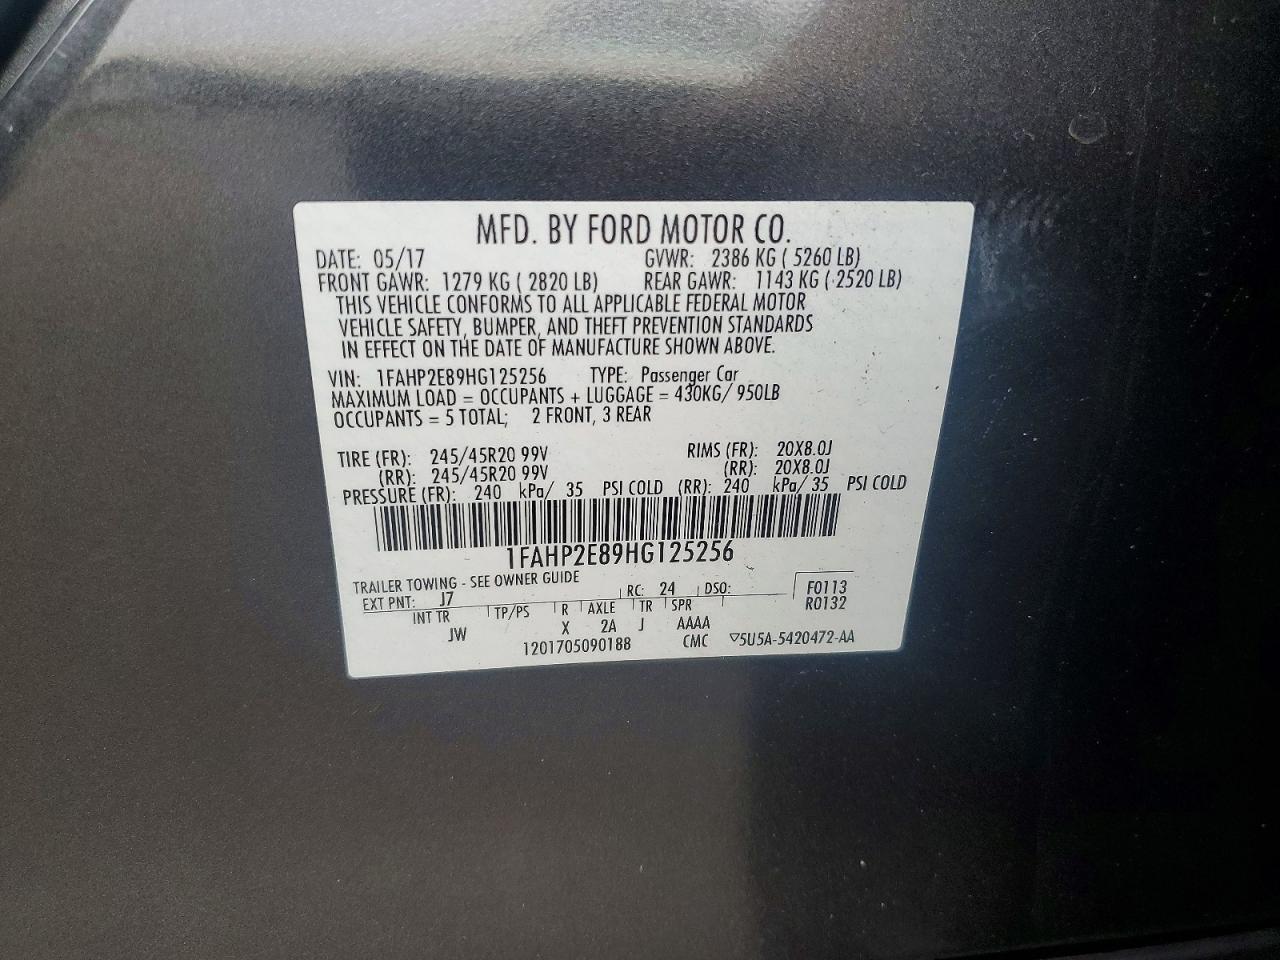 MFD. BY FORD MOTOR CO.
DATE: 05/17 GVWR: 2386 KG ( 5260 LB)
FRONT GAWR: 1279 KG ( 2820 LB) REAR GAWR: 1143 KG ( 2520 LB)
THIS VEHICLE CONFORMS TO ALL APPLICABLE FEDERAL MOTOR
VEHICLE SAFETY, BUMPER, AND THEFT PREVENTION STANDARDS
IN EFFECT ON THE DATE OF MANUFACTURE SHOWN ABOVE.
VIN: 1FAHP2E89HG125256 TYPE: Passenger Car
MAXIMUM LOAD = OCCUPANTS + LUGGAGE = 430KG/ 950LB
OCCUPANTS = 5 TOTAL; 2 FRONT, 3 REAR
TIRE (FR): 245/45R20 99V RIMS (FR): 20X8.0J
(RR): 245/45R20 99V (RR): 20X8.0J
PRESSURE (FR): 240 kPa/ 35 PSI COLD (RR): 240 kPa/ 35 PSI COLD
1FAHP2E89HG125256
TRAILER TOWING - SEE OWNER GUIDE
EXT PNT: J7 RC: 24 DSO: F0113
INT TR TP/PS R AXLE TR SPR R0132
JW X 2A J AAAA
1201705090188 CMC ▽5U5A-5420472-AA